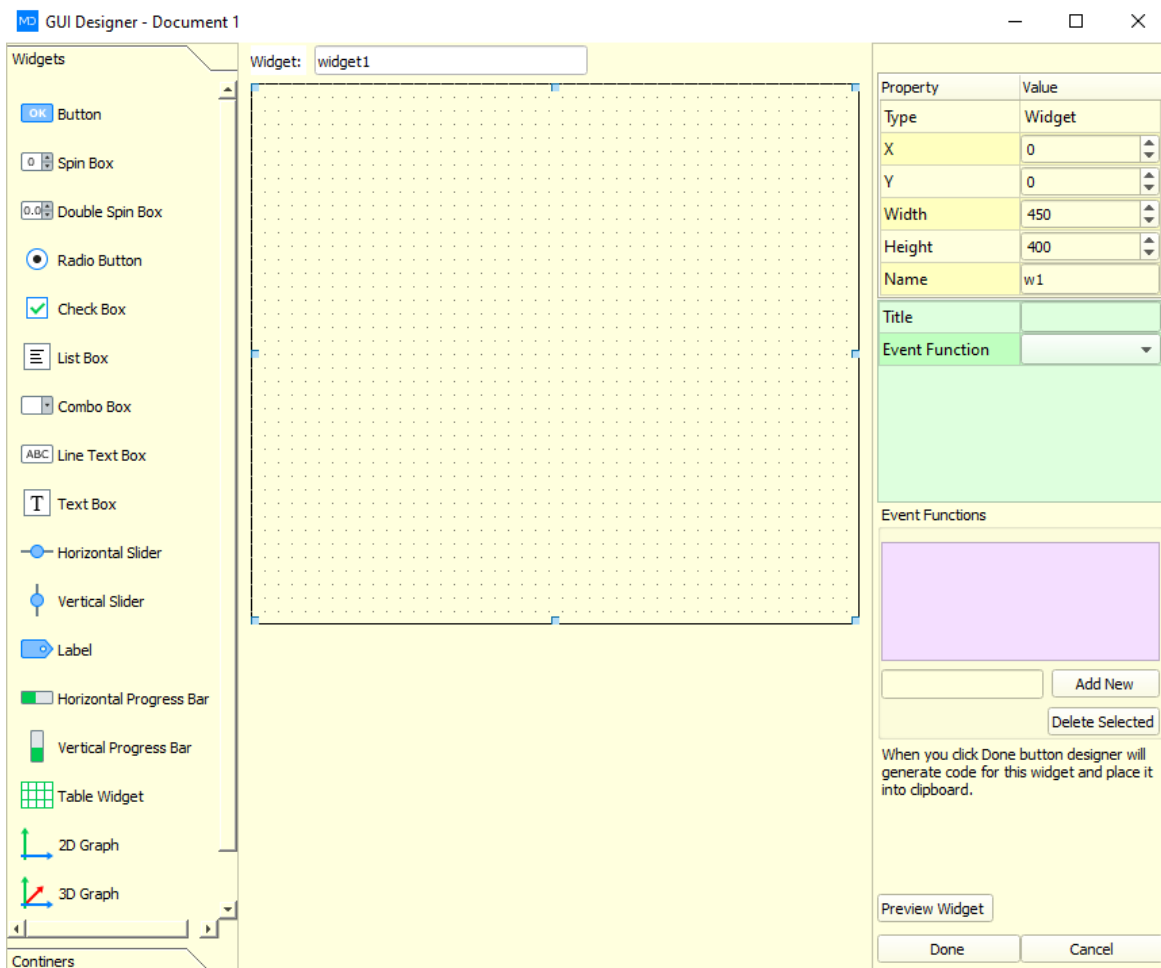 MD GUI Designer - Document 1
Widgets
OK Button
0 Spin Box
0.0 Double Spin Box
Radio Button
Check Box
List Box
Combo Box
ABC Line Text Box
T Text Box
Horizontal Slider
Vertical Slider
Label
Horizontal Progress Bar
Vertical Progress Bar
Table Widget
2D Graph
3D Graph
Continers
Widget: widget1
Property Value
Type Widget
X 0
Y 0
Width 450
Height 400
Name w1
Title
Event Function
Event Functions
Add New
Delete Selected
When you click Done button designer will
generate code for this widget and place it
into clipboard.
Preview Widget
Done Cancel